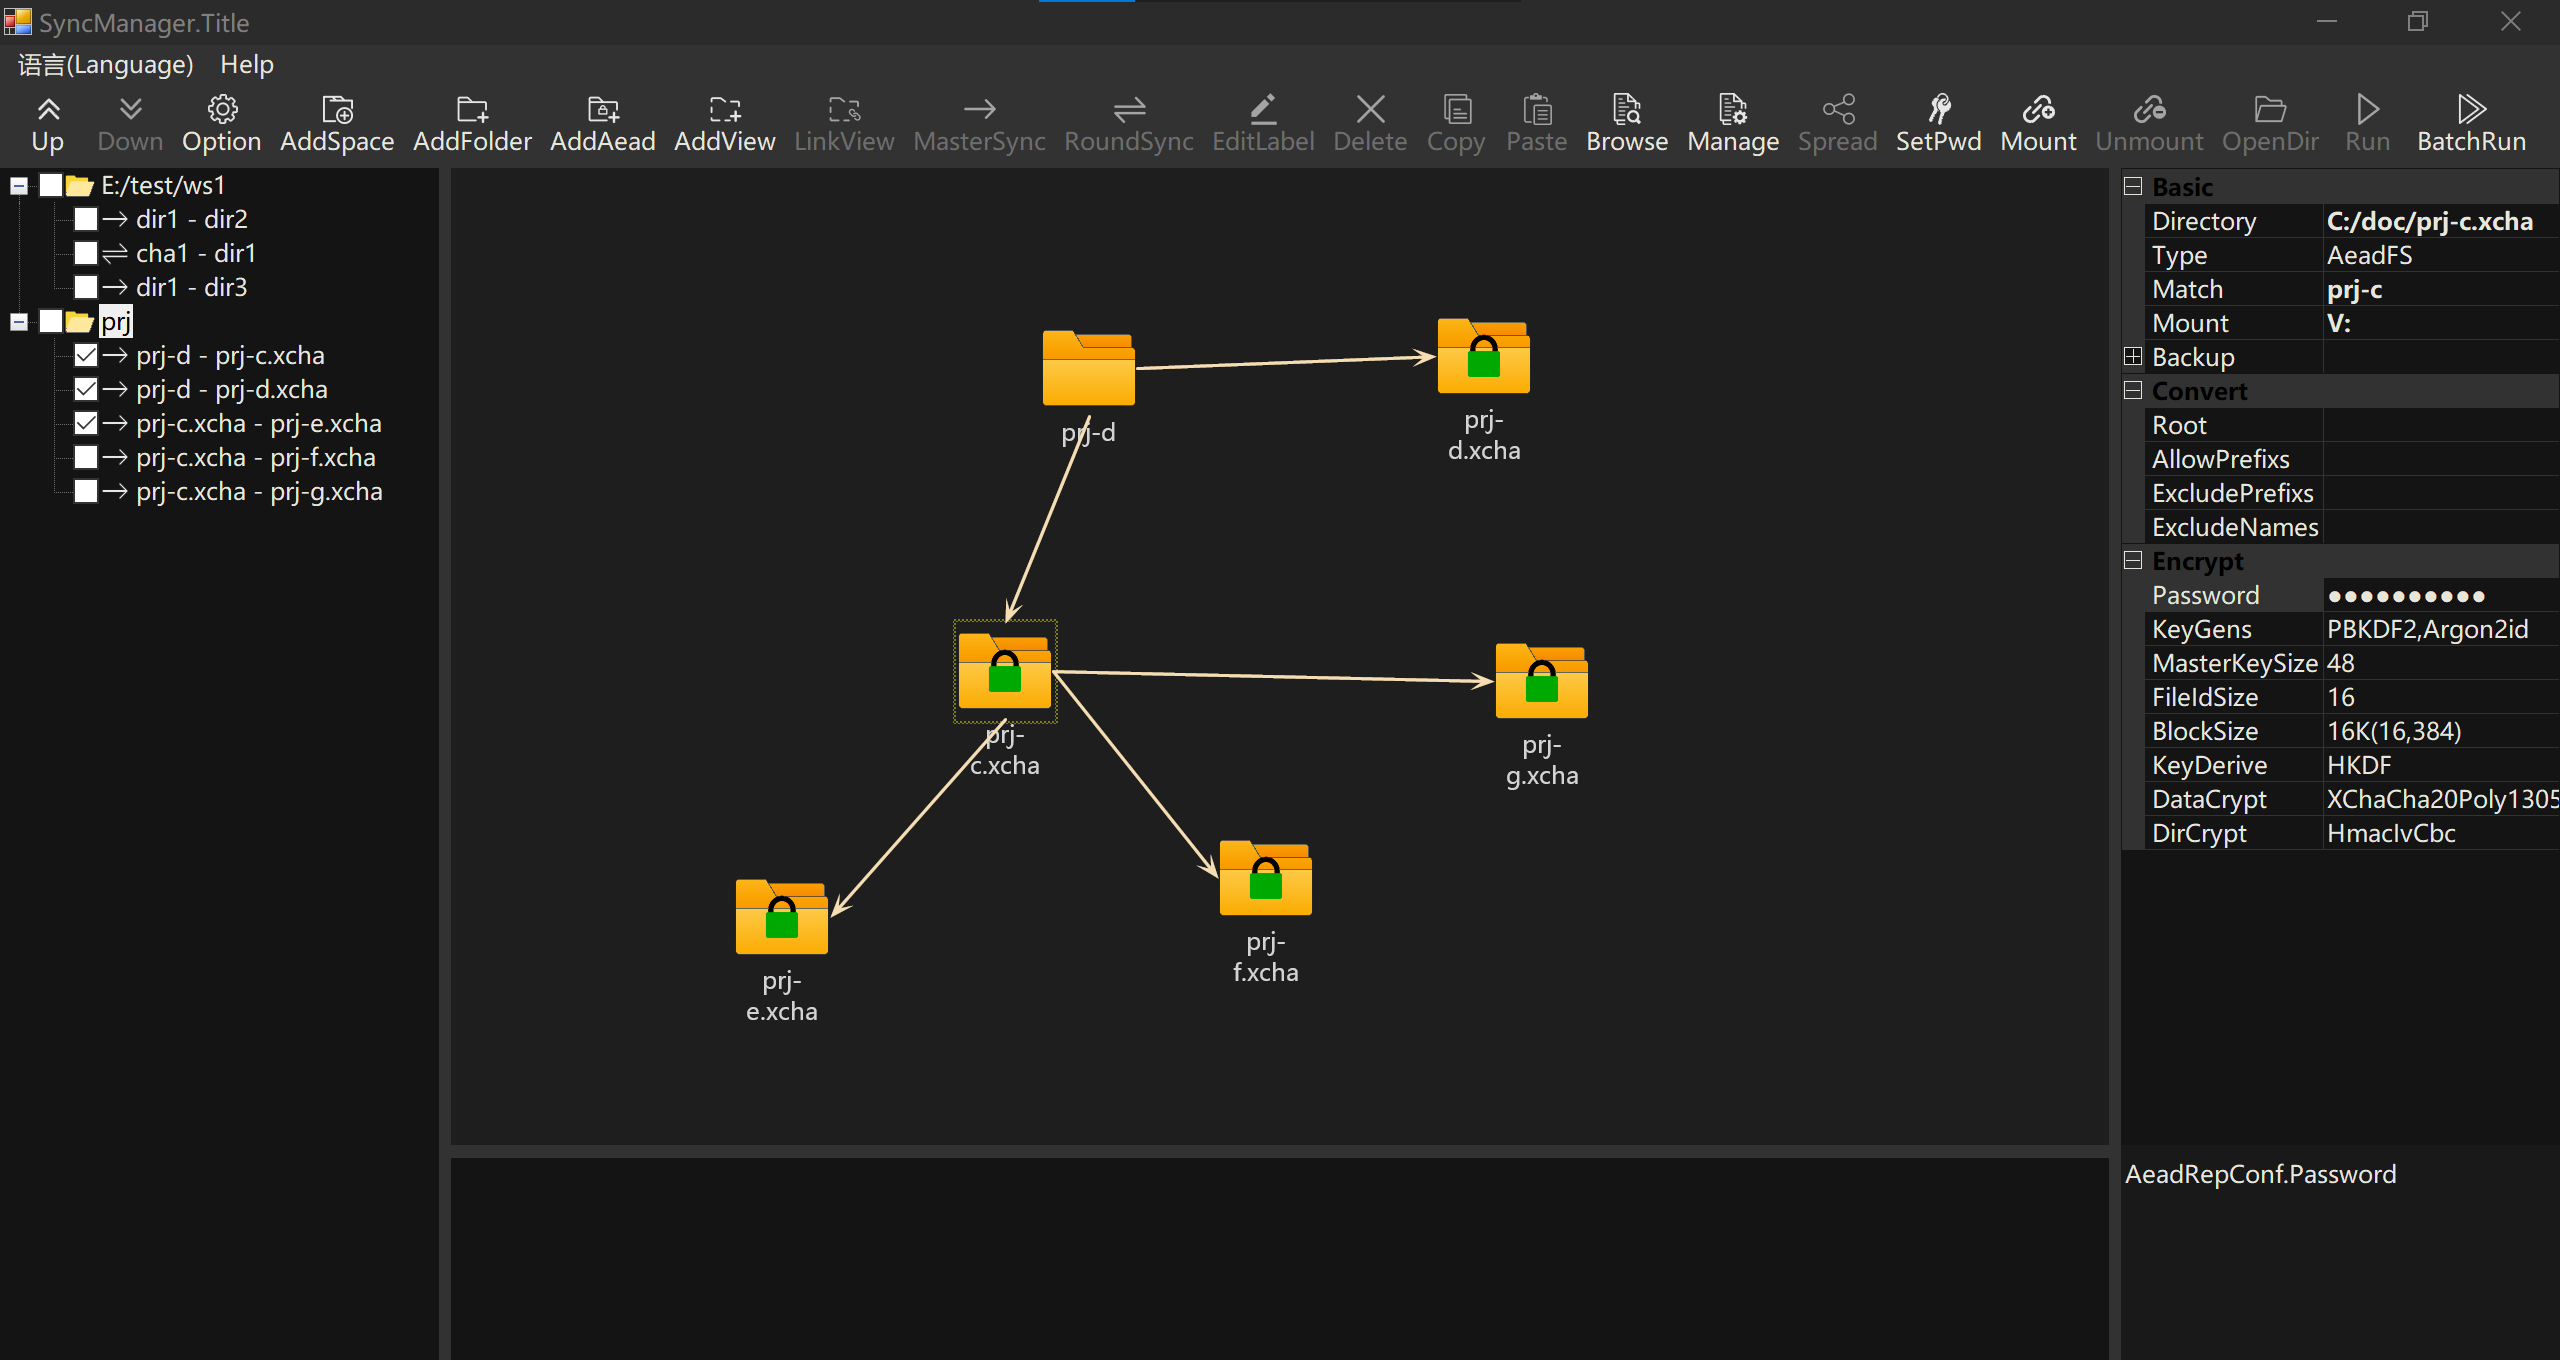 SyncManager.Title
语言(Language) Help
Up Down Option AddSpace AddFolder AddAead AddView LinkView MasterSync RoundSync EditLabel Delete Copy Paste Browse Manage Spread SetPwd Mount Unmount OpenDir Run BatchRun
E:/test/ws1
dir1 - dir2
cha1 - dir1
dir1 - dir3
prj
prj-d - prj-c.xcha
prj-d - prj-d.xcha
prj-c.xcha - prj-e.xcha
prj-c.xcha - prj-f.xcha
prj-c.xcha - prj-g.xcha
prj-d
prj-
d.xcha
prj-
c.xcha
prj-
g.xcha
prj-
f.xcha
prj-
e.xcha
Basic
Directory C:/doc/prj-c.xcha
Type AeadFS
Match prj-c
Mount V:
Backup
Convert
Root
AllowPrefixs
ExcludePrefixs
ExcludeNames
Encrypt
Password ●●●●●●●●●●
KeyGens PBKDF2,Argon2id
MasterKeySize 48
FileIdSize 16
BlockSize 16K(16,384)
KeyDerive HKDF
DataCrypt XChaCha20Poly1305
DirCrypt HmacIvCbc
AeadRepConf.Password